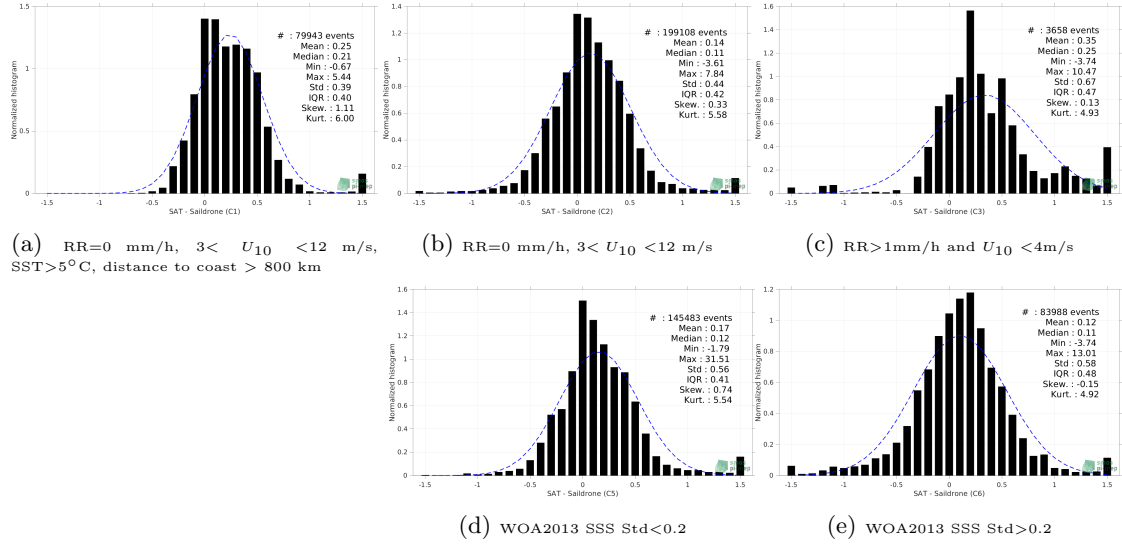 1.5
1
0.5
0
Normalized histogram
# : 79943 events
Mean : 0.25
Median : 0.21
Min : -0.67
Max : 5.44
Std : 0.39
IQR : 0.40
Skew. : 1.11
Kurt. : 6.00
-1.5 -1 -0.5 0 0.5 1 1.5
SAT - Saildrone (C1)
(a) RR=0 mm/h, 3< U10 <12 m/s,
SST>5°C, distance to coast > 800 km
1.4
1.2
1
0.8
0.6
0.4
0.2
0
Normalized histogram
# : 199108 events
Mean : 0.14
Median : 0.11
Min : -3.61
Max : 7.84
Std : 0.44
IQR : 0.42
Skew. : 0.33
Kurt. : 5.58
-1.5 -1 -0.5 0 0.5 1 1.5
SAT - Saildrone (C2)
(b) RR=0 mm/h, 3< U10 <12 m/s
1.6
1.4
1.2
1
0.8
0.6
0.4
0.2
0
Normalized histogram
# : 3658 events
Mean : 0.35
Median : 0.25
Min : -3.74
Max : 10.47
Std : 0.67
IQR : 0.47
Skew. : 0.13
Kurt. : 4.93
-1.5 -1 -0.5 0 0.5 1 1.5
SAT - Saildrone (C3)
(c) RR>1mm/h and U10 <4m/s
1.6
1.4
1.2
1
0.8
0.6
0.4
0.2
0
Normalized histogram
# : 145483 events
Mean : 0.17
Median : 0.12
Min : -1.79
Max : 31.51
Std : 0.56
IQR : 0.41
Skew. : 0.74
Kurt. : 5.54
-1.5 -1 -0.5 0 0.5 1 1.5
SAT - Saildrone (C5)
(d) WOA2013 SSS Std<0.2
1.2
1
0.8
0.6
0.4
0.2
0
Normalized histogram
# : 83988 events
Mean : 0.12
Median : 0.11
Min : -3.74
Max : 13.01
Std : 0.58
IQR : 0.48
Skew. : -0.15
Kurt. : 4.92
-1.5 -1 -0.5 0 0.5 1 1.5
SAT - Saildrone (C6)
(e) WOA2013 SSS Std>0.2